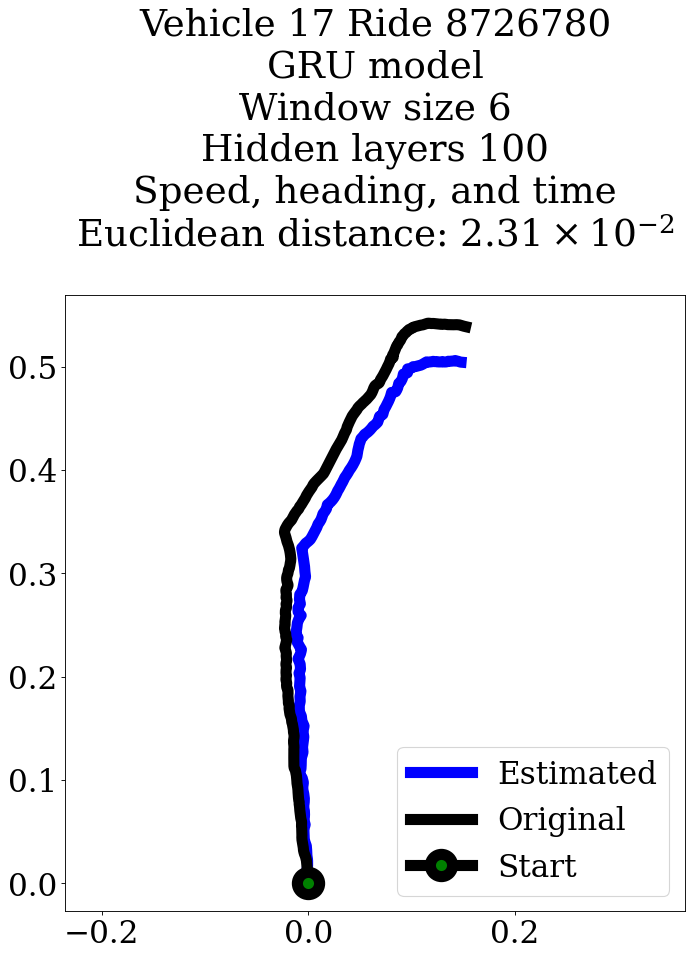 Vehicle 17 Ride 8726780
GRU model
Window size 6
Hidden layers 100
Speed, heading, and time
Euclidean distance: 2.31 × 10⁻²
0.5
0.4
0.3
0.2
0.1
0.0
Estimated
Original
Start
−0.2 0.0 0.2